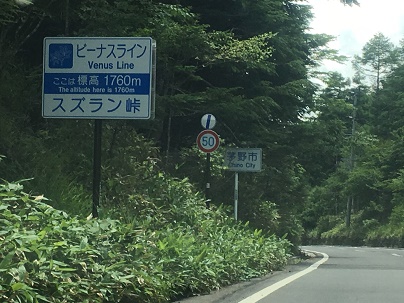 ビーナスライン
Venus Line
ここは標高 1760m
The altitude here is 1760m
スズラン峠
50
茅野市
Chino City